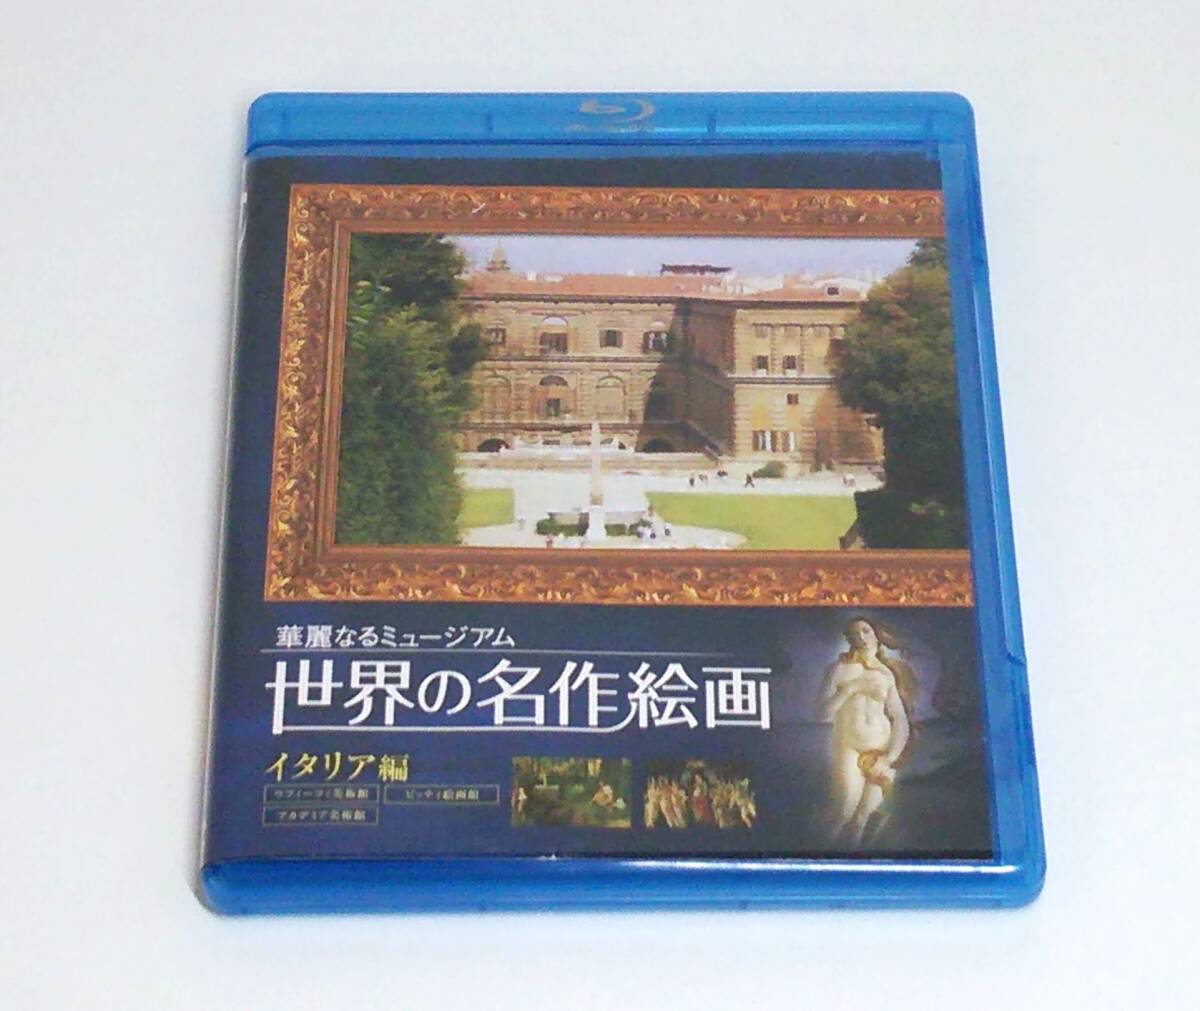 華麗なるミュージアム
世界の名作絵画
イタリア編
ウフィーツィ美術館 ピッティ絵画館
アカデミア美術館